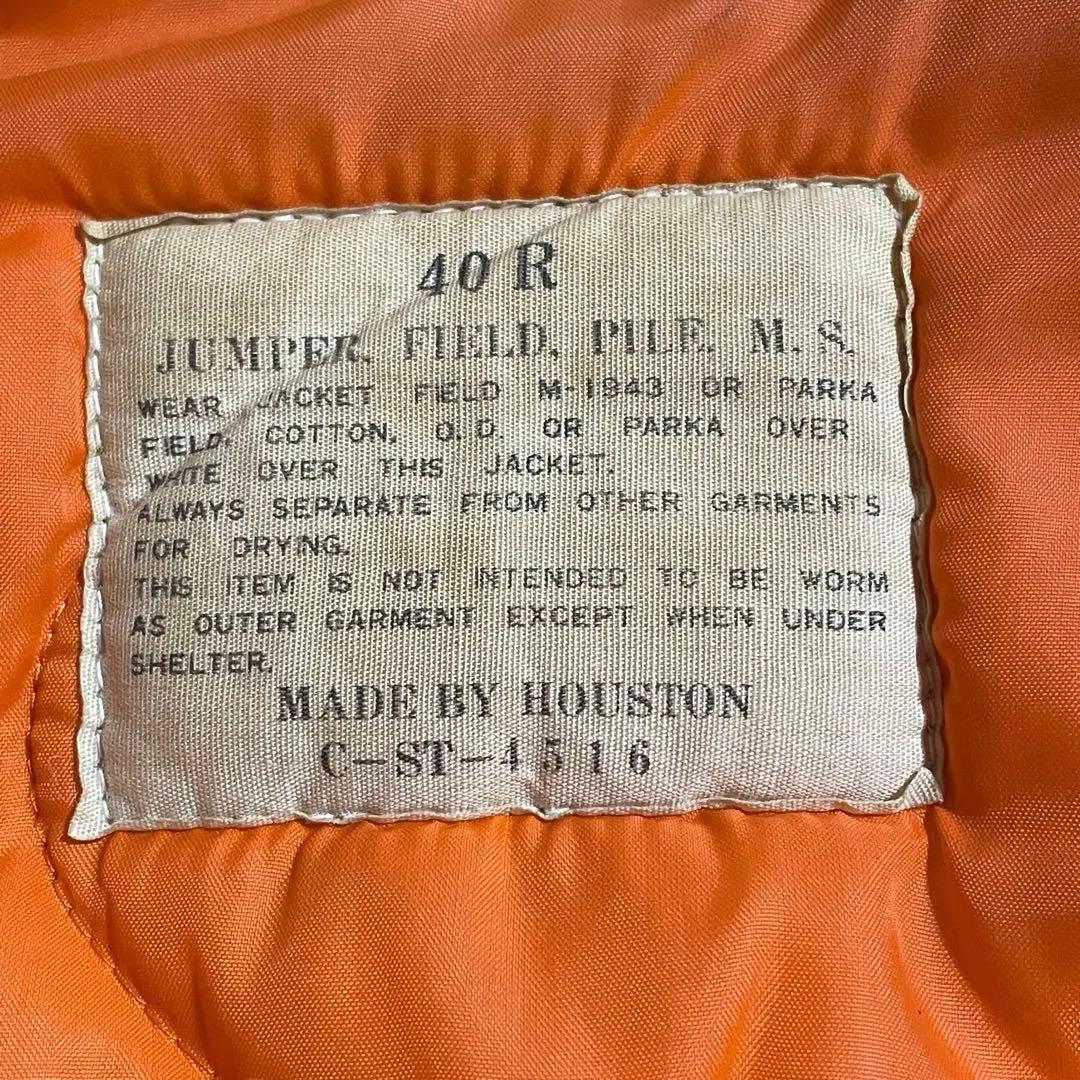 40 R
JUMPER, FIELD, PILE, M. S.
WEAR JACKET FIELD M-1943 OR PARKA
FIELD, COTTON, O.D. OR PARKA OVER
WHITE OVER THIS JACKET.
ALWAYS SEPARATE FROM OTHER GARMENTS
FOR DRYING.
THIS ITEM IS NOT INTENDED TO BE WORM
AS OUTER GARMENT EXCEPT WHEN UNDER
SHELTER.
MADE BY HOUSTON
C-ST-4516